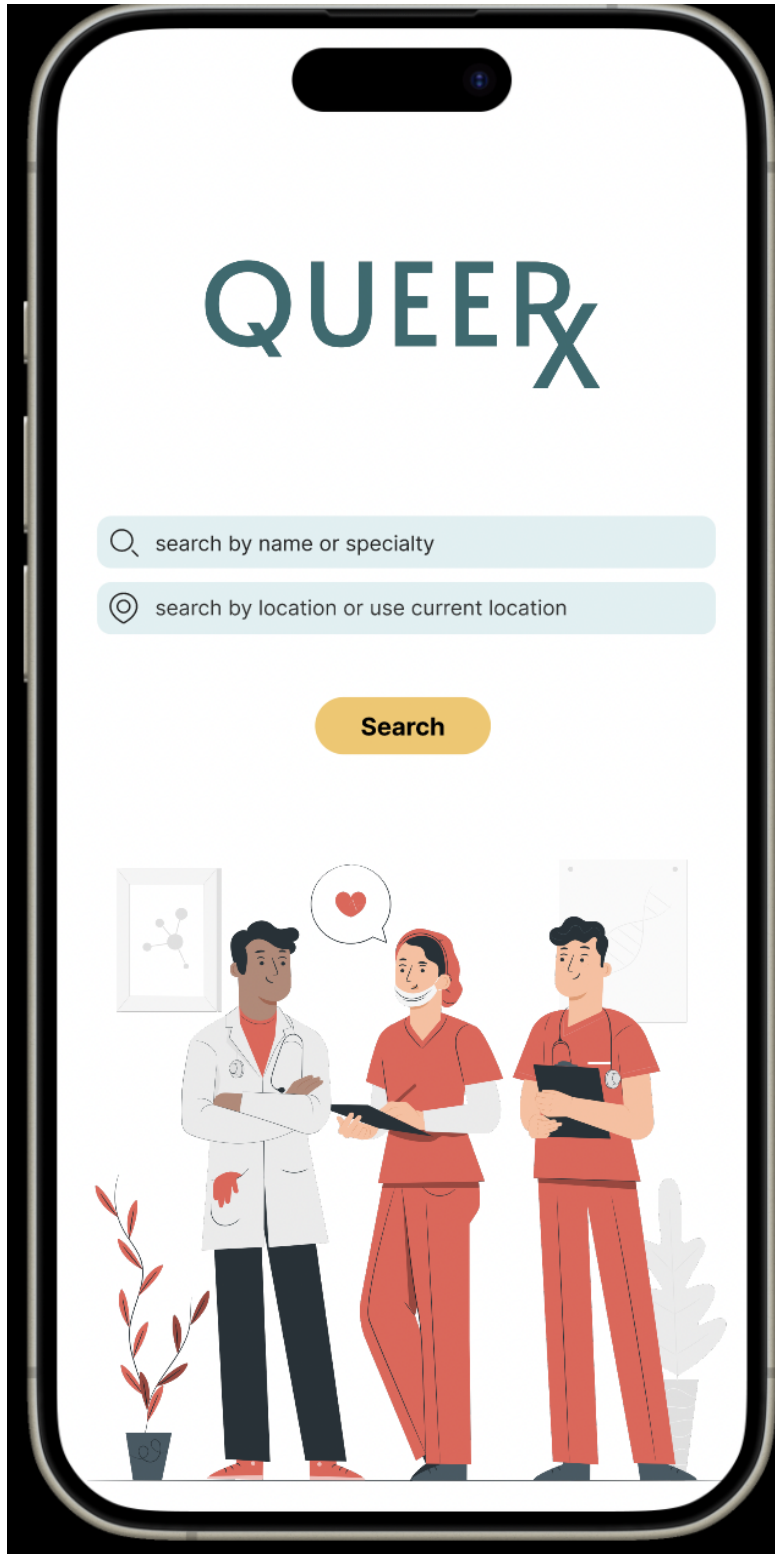 QUEERX
search by name or specialty
search by location or use current location
Search